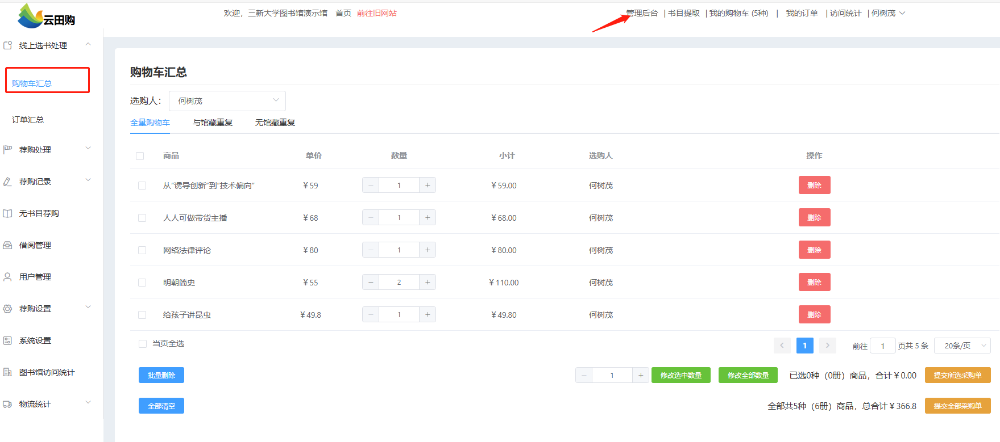 云田购
欢迎，三新大学图书馆演示馆 首页 前往旧网站
管理后台 | 书目提取 | 我的购物车 (5种) | 我的订单 | 访问统计 | 何树茂
线上选书处理
购物车汇总
订单汇总
荐购处理
荐购记录
无书目荐购
借阅管理
用户管理
荐购设置
系统设置
图书馆访问统计
物流统计
购物车汇总
选购人： 何树茂
全量购物车 与馆藏重复 无馆藏重复
商品 单价 数量 小计 选购人 操作
从“诱导创新”到“技术偏向” ¥ 59 － 1 + ¥ 59.00 何树茂 删除
人人可做带货主播 ¥ 68 － 1 + ¥ 68.00 何树茂 删除
网络法律评论 ¥ 80 － 1 + ¥ 80.00 何树茂 删除
明朝简史 ¥ 55 － 2 + ¥ 110.00 何树茂 删除
给孩子讲昆虫 ¥ 49.8 － 1 + ¥ 49.80 何树茂 删除
当页全选 < 1 > 前往 1 页共 5 条 20条/页
批量删除 － 1 + 修改选中数量 修改全部数量 已选0种（0册）商品，合计 ¥ 0.00 提交所选采购单
全部清空 全部共5种（6册）商品，总合计 ¥ 366.8 提交全部采购单